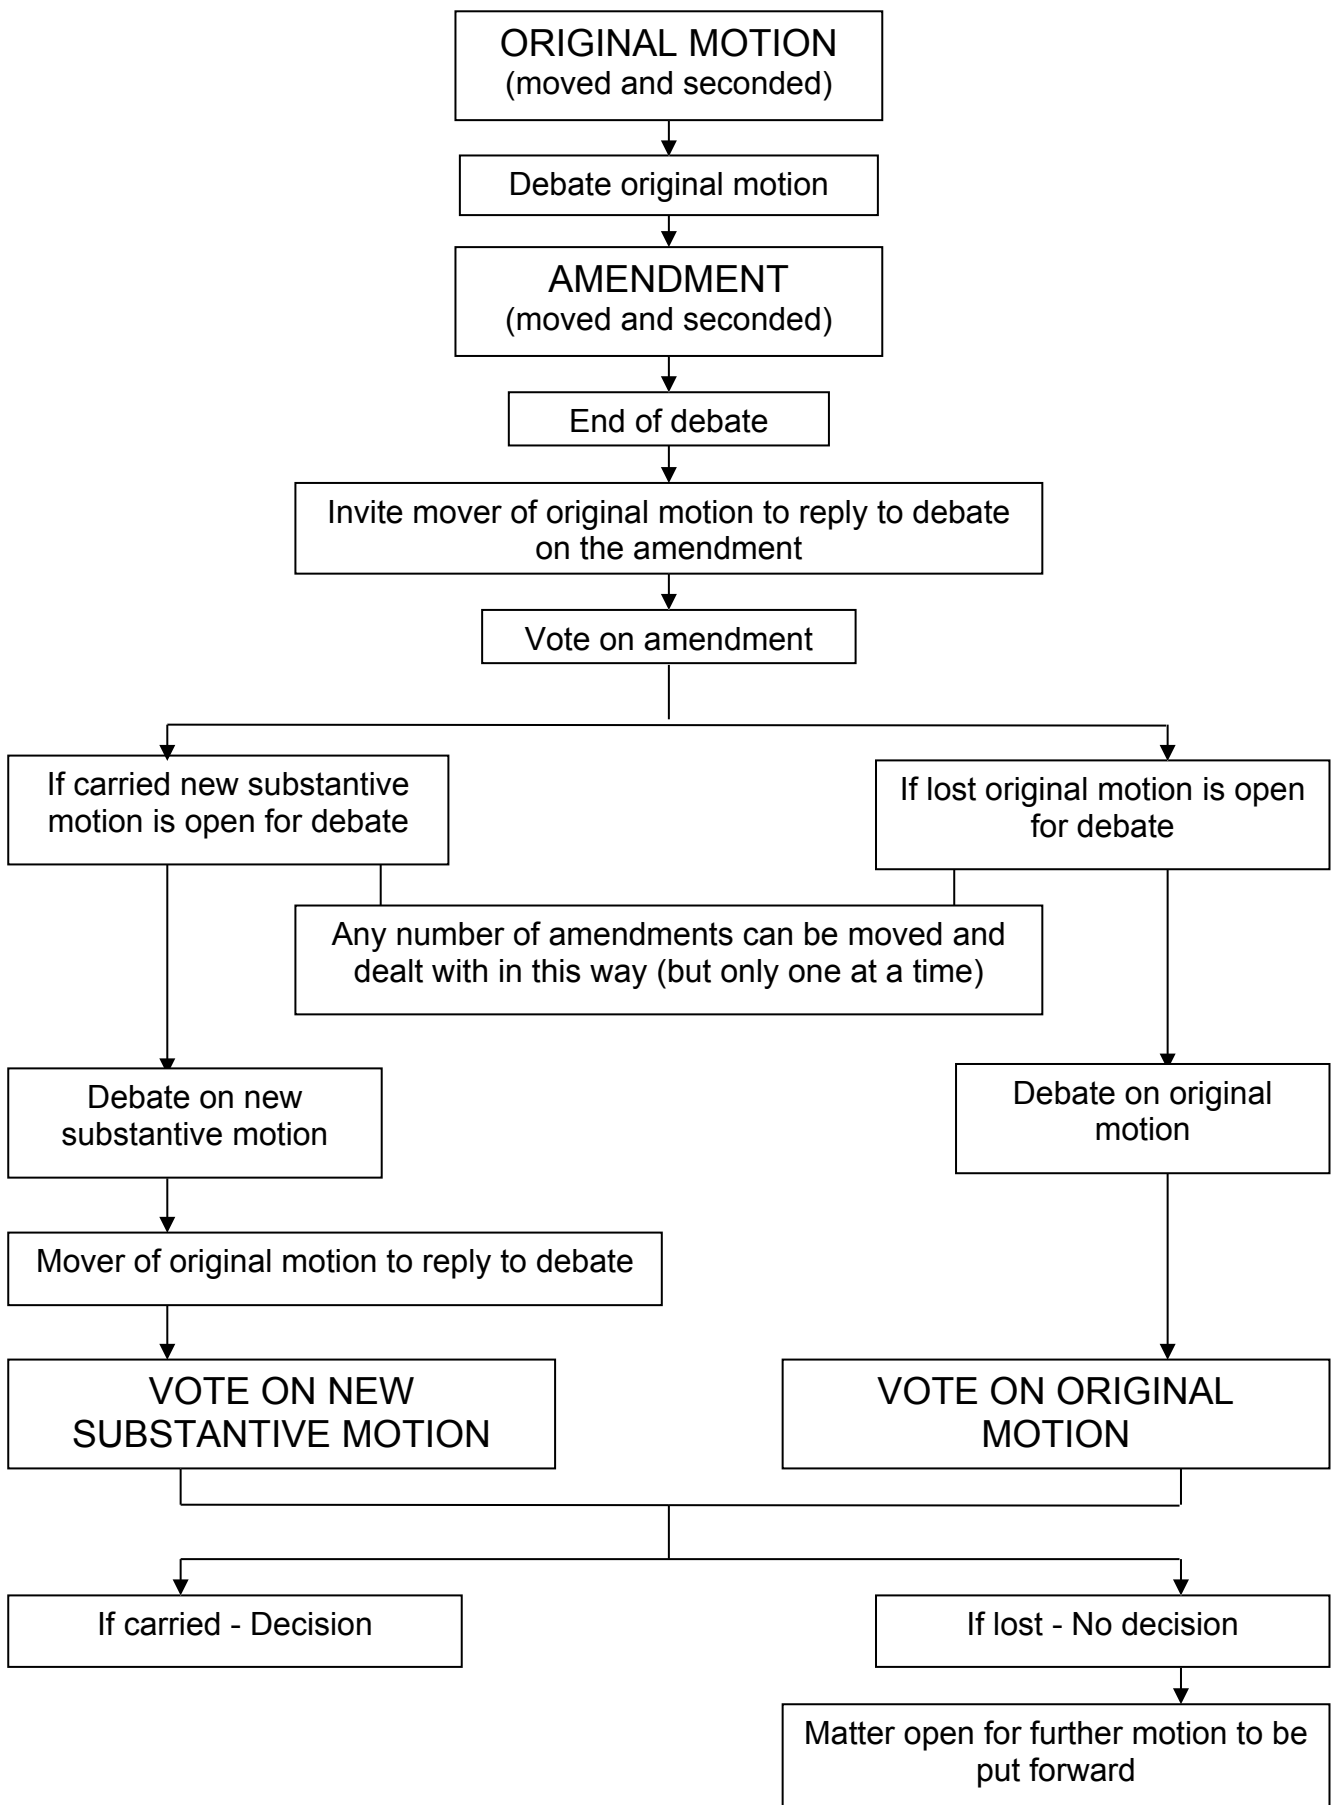 ORIGINAL MOTION
(moved and seconded)
Debate original motion
AMENDMENT
(moved and seconded)
End of debate
Invite mover of original motion to reply to debate
on the amendment
Vote on amendment
If carried new substantive
motion is open for debate
If lost original motion is open
for debate
Any number of amendments can be moved and
dealt with in this way (but only one at a time)
Debate on new
substantive motion
Debate on original
motion
Mover of original motion to reply to debate
VOTE ON NEW
SUBSTANTIVE MOTION
VOTE ON ORIGINAL
MOTION
If carried - Decision
If lost - No decision
Matter open for further motion to be
put forward